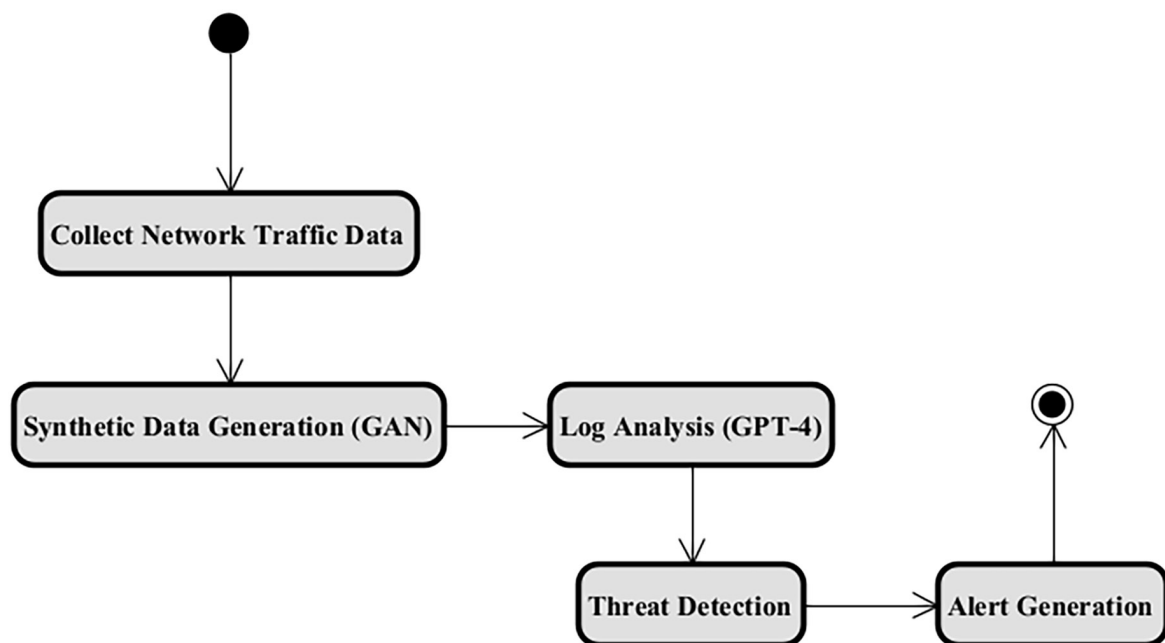 Collect Network Traffic Data
Synthetic Data Generation (GAN)
Log Analysis (GPT-4)
Threat Detection
Alert Generation